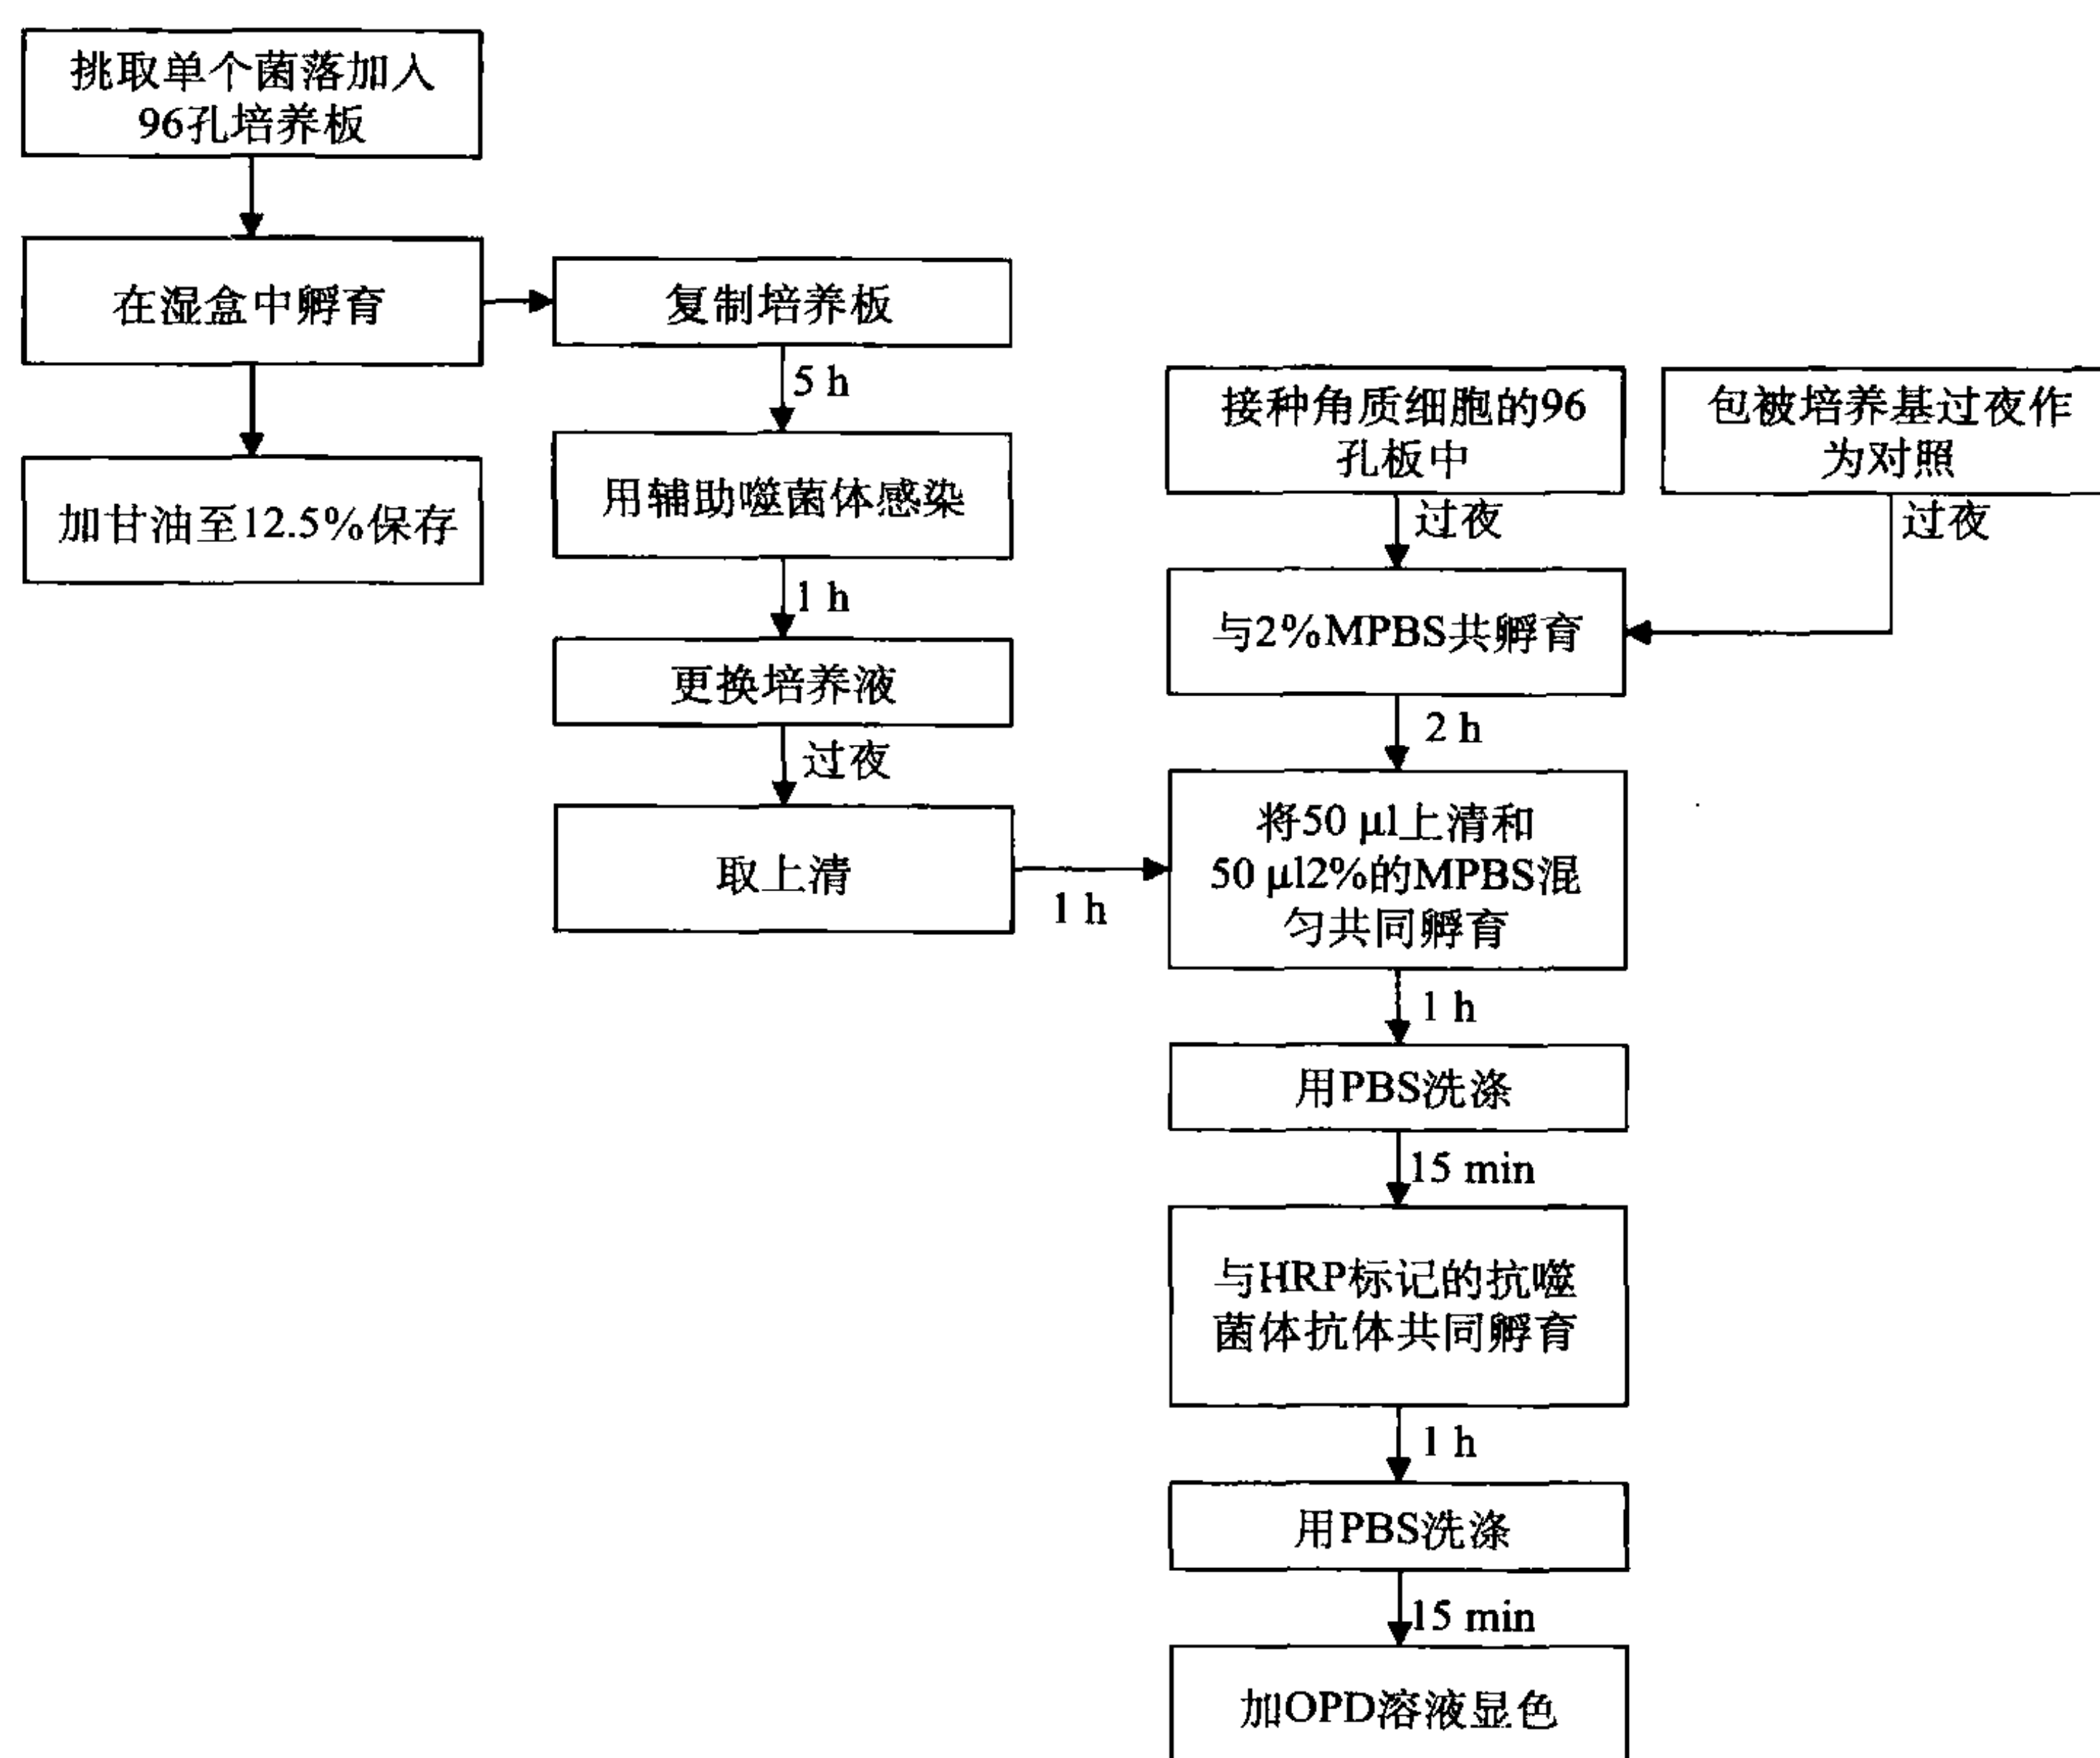 挑取单个菌落加入
96孔培养板
在湿盒中孵育
加甘油至12.5%保存
复制培养板
5 h
用辅助噬菌体感染
1 h
更换培养液
过夜
取上清
1 h
接种角质细胞的96
孔板中
过夜
包被培养基过夜作
为对照
过夜
与2%MPBS共孵育
2 h
将50 μl上清和
50 μl2%的MPBS混
匀共同孵育
1 h
用PBS洗涤
15 min
与HRP标记的抗噬
菌体抗体共同孵育
1 h
用PBS洗涤
15 min
加OPD溶液显色